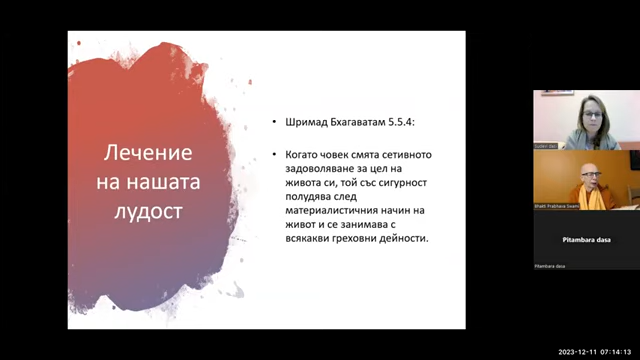 Лечение
на нашата
лудост
• Шримад Бхагаватам 5.5.4:
• Когато човек смята сетивното
задоволяване за цел на
живота си, той със сигурност
полудява след
материалистичния начин на
живот и се занимава с
всякакви греховни дейности.
Bhakti Prabhava Swami
Pitambara dasa
Pitambara dasa
2023-12-11 07:14:13